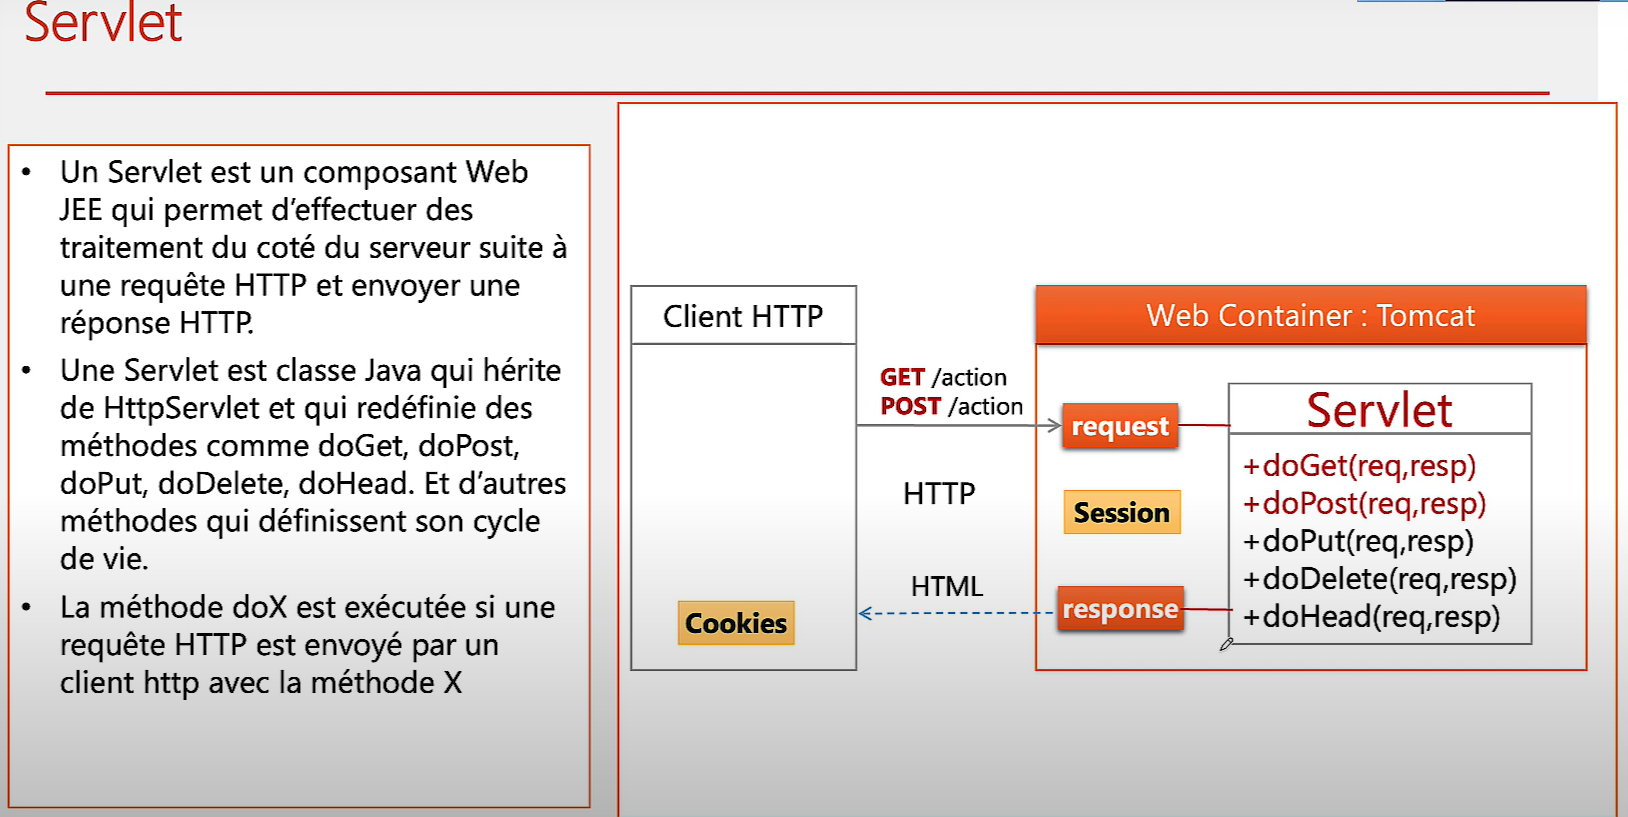 Servlet
• Un Servlet est un composant Web
JEE qui permet d’effectuer des
traitement du coté du serveur suite à
une requête HTTP et envoyer une
réponse HTTP.
• Une Servlet est classe Java qui hérite
de HttpServlet et qui redéfinie des
méthodes comme doGet, doPost,
doPut, doDelete, doHead. Et d’autres
méthodes qui définissent son cycle
de vie.
• La méthode doX est exécutée si une
requête HTTP est envoyé par un
client http avec la méthode X
Client HTTP
Cookies
GET /action
POST /action
HTTP
HTML
Web Container : Tomcat
request
Session
response
Servlet
+doGet(req,resp)
+doPost(req,resp)
+doPut(req,resp)
+doDelete(req,resp)
+doHead(req,resp)